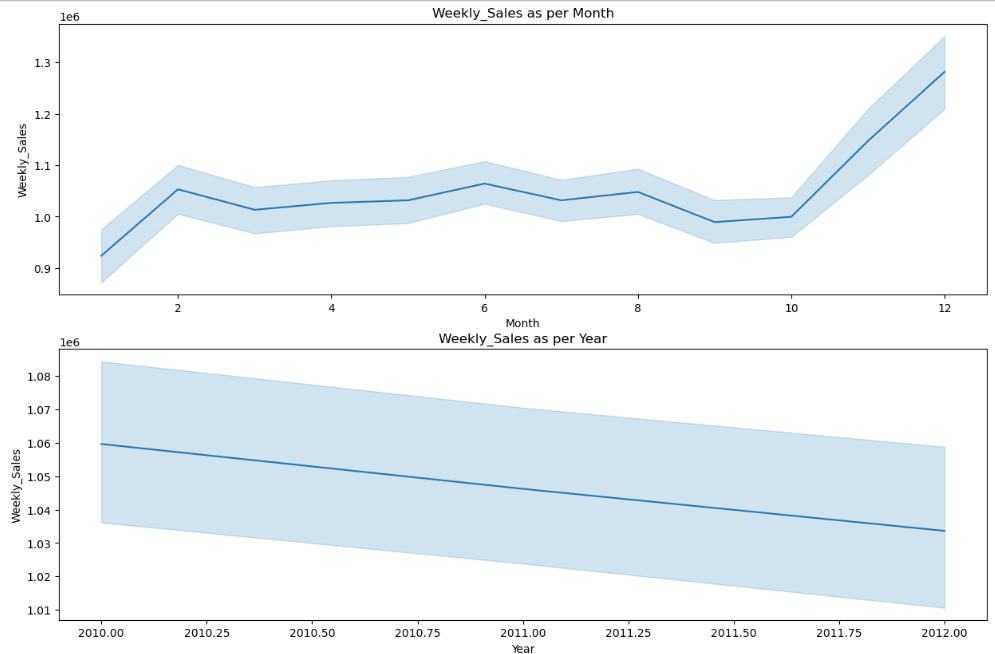 Weekly_Sales as per Month
1e6
1.3
1.2
1.1
1.0
0.9
Weekly_Sales
2 4 6 8 10 12
Month
Weekly_Sales as per Year
1e6
1.08
1.07
1.06
1.05
1.04
1.03
1.02
1.01
Weekly_Sales
2010.00 2010.25 2010.50 2010.75 2011.00 2011.25 2011.50 2011.75 2012.00
Year